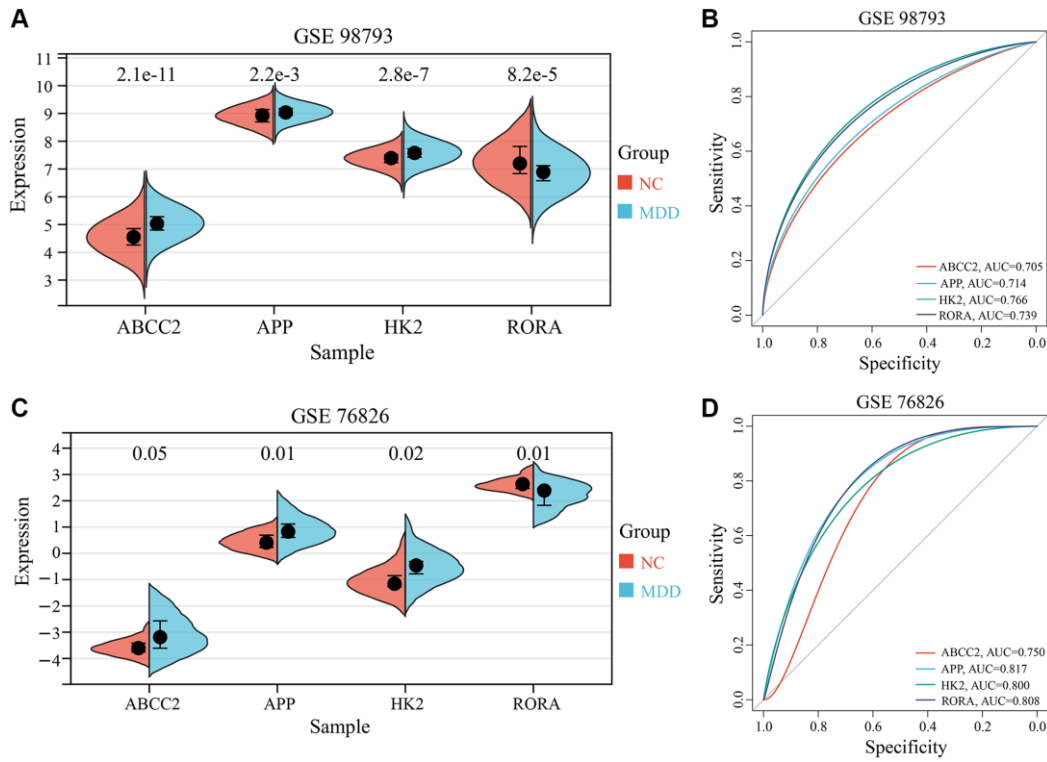 A
GSE 98793
2.1e-11 2.2e-3 2.8e-7 8.2e-5
11
10
9
8
7
6
5
4
3
Expression
ABCC2 APP HK2 RORA
Sample
Group
NC
MDD
B
GSE 98793
1.0
0.8
0.6
0.4
0.2
0.0
Sensitivity
ABCC2, AUC=0.705
APP, AUC=0.714
HK2, AUC=0.766
RORA, AUC=0.739
1.0 0.8 0.6 0.4 0.2 0.0
Specificity
C
GSE 76826
0.05 0.01 0.02 0.01
4
3
2
1
0
−1
−2
−3
−4
Expression
ABCC2 APP HK2 RORA
Sample
Group
NC
MDD
D
GSE 76826
1.0
0.8
0.6
0.4
0.2
0.0
Sensitivity
ABCC2, AUC=0.750
APP, AUC=0.817
HK2, AUC=0.800
RORA, AUC=0.808
1.0 0.8 0.6 0.4 0.2 0.0
Specificity